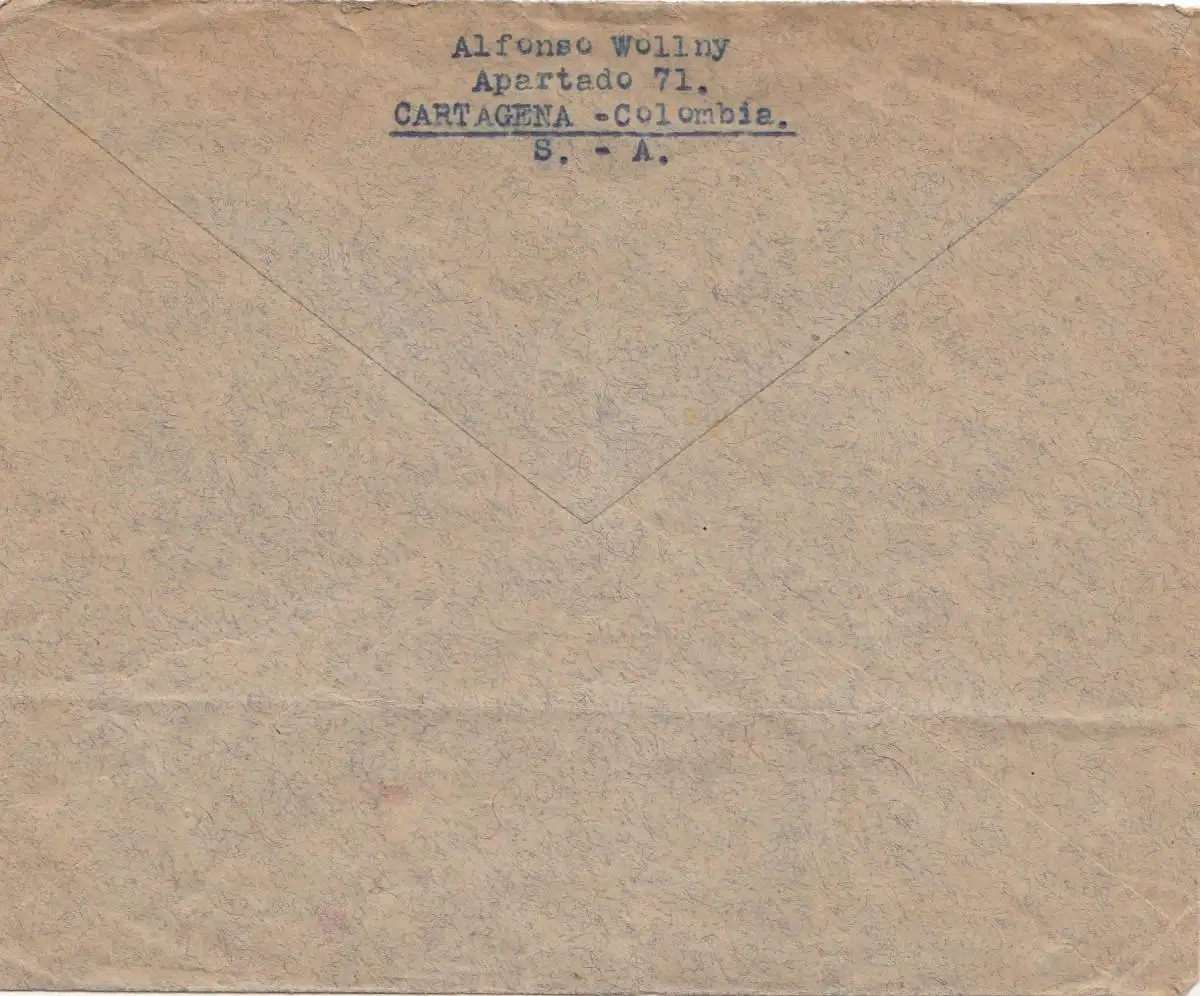 Alfonso Wollny
Apartado 71.
CARTAGENA -Colombia.
S. - A.